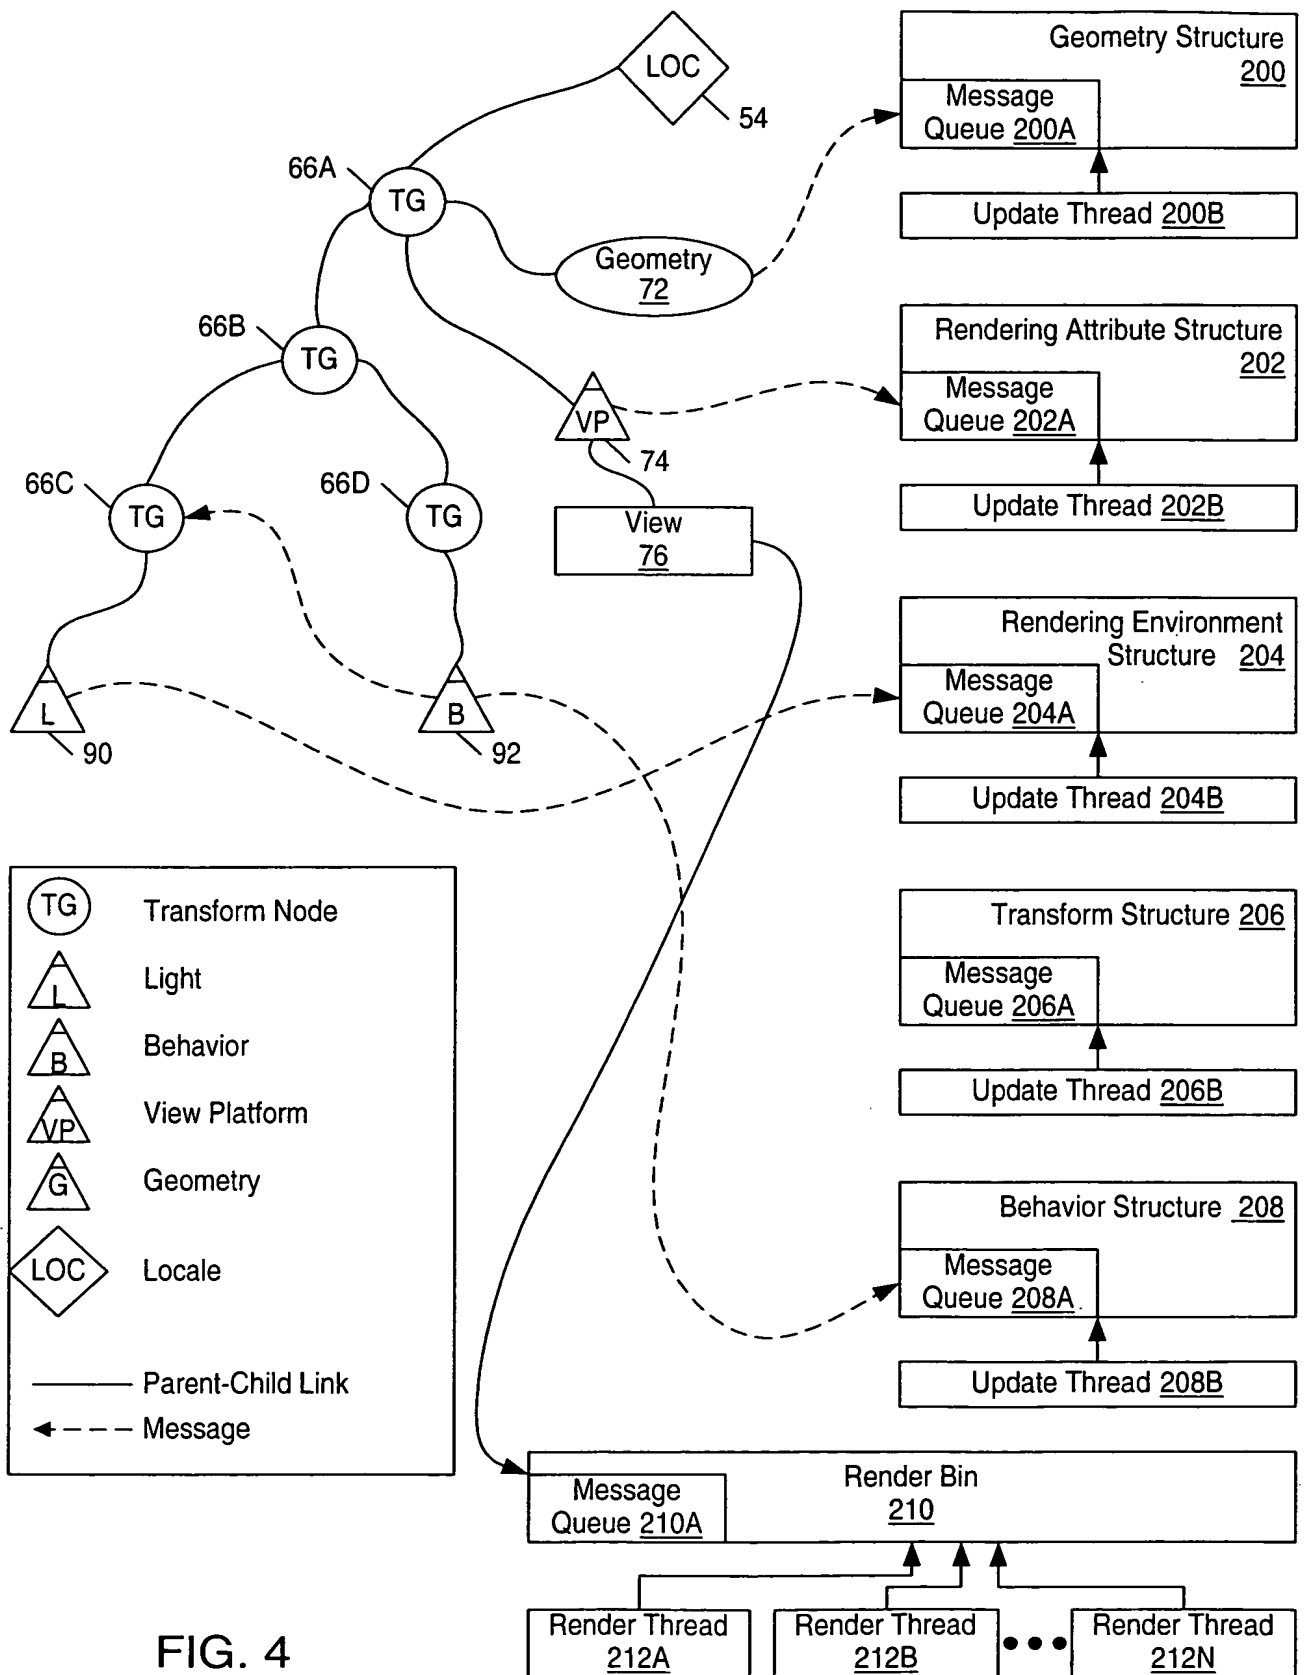 LOC
54
66A
TG
Geometry
72
66B
TG
VP
74
66C
TG
66D
TG
View
76
L
90
B
92
Geometry Structure
200
Message
Queue 200A
Update Thread 200B
Rendering Attribute Structure
202
Message
Queue 202A
Update Thread 202B
Rendering Environment
Structure 204
Message
Queue 204A
Update Thread 204B
Transform Structure 206
Message
Queue 206A
Update Thread 206B
Behavior Structure 208
Message
Queue 208A
Update Thread 208B
TG Transform Node
L Light
B Behavior
VP View Platform
G Geometry
LOC Locale
Parent-Child Link
Message
Render Bin
210
Message
Queue 210A
Render Thread
212A
Render Thread
212B
Render Thread
212N
FIG. 4